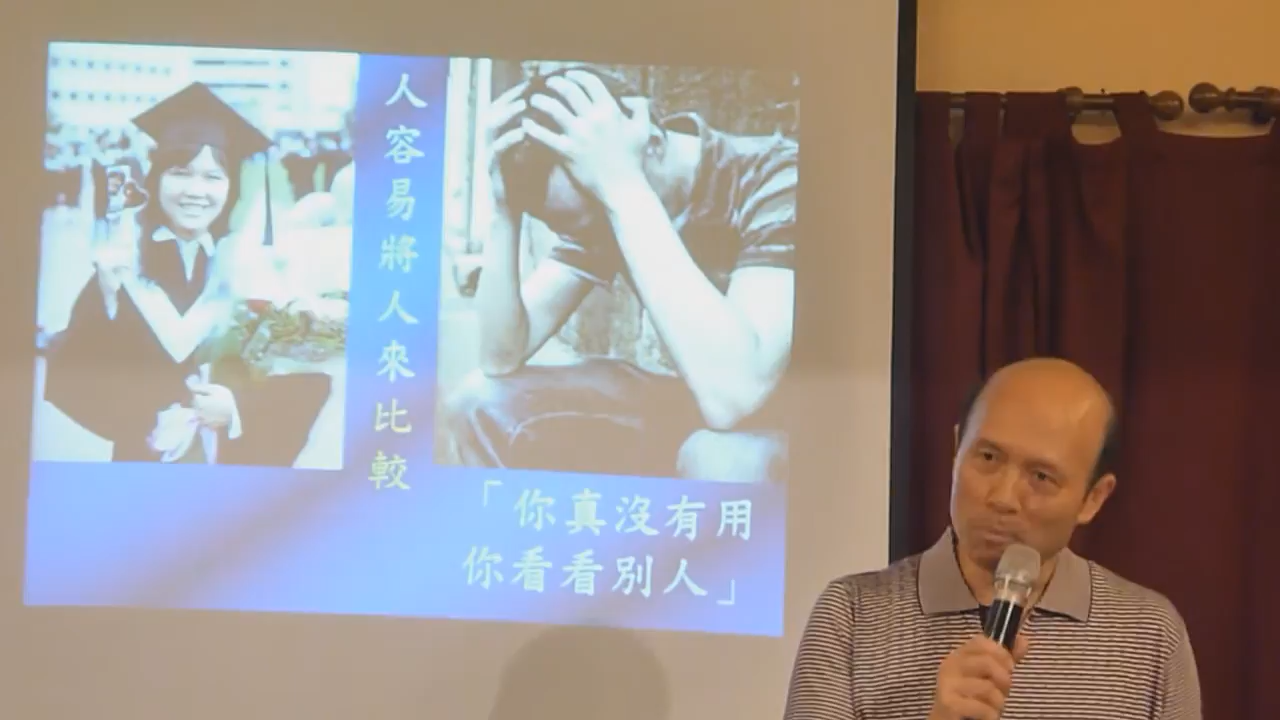 人容易將人來比較
「你真沒有用
你看看別人」